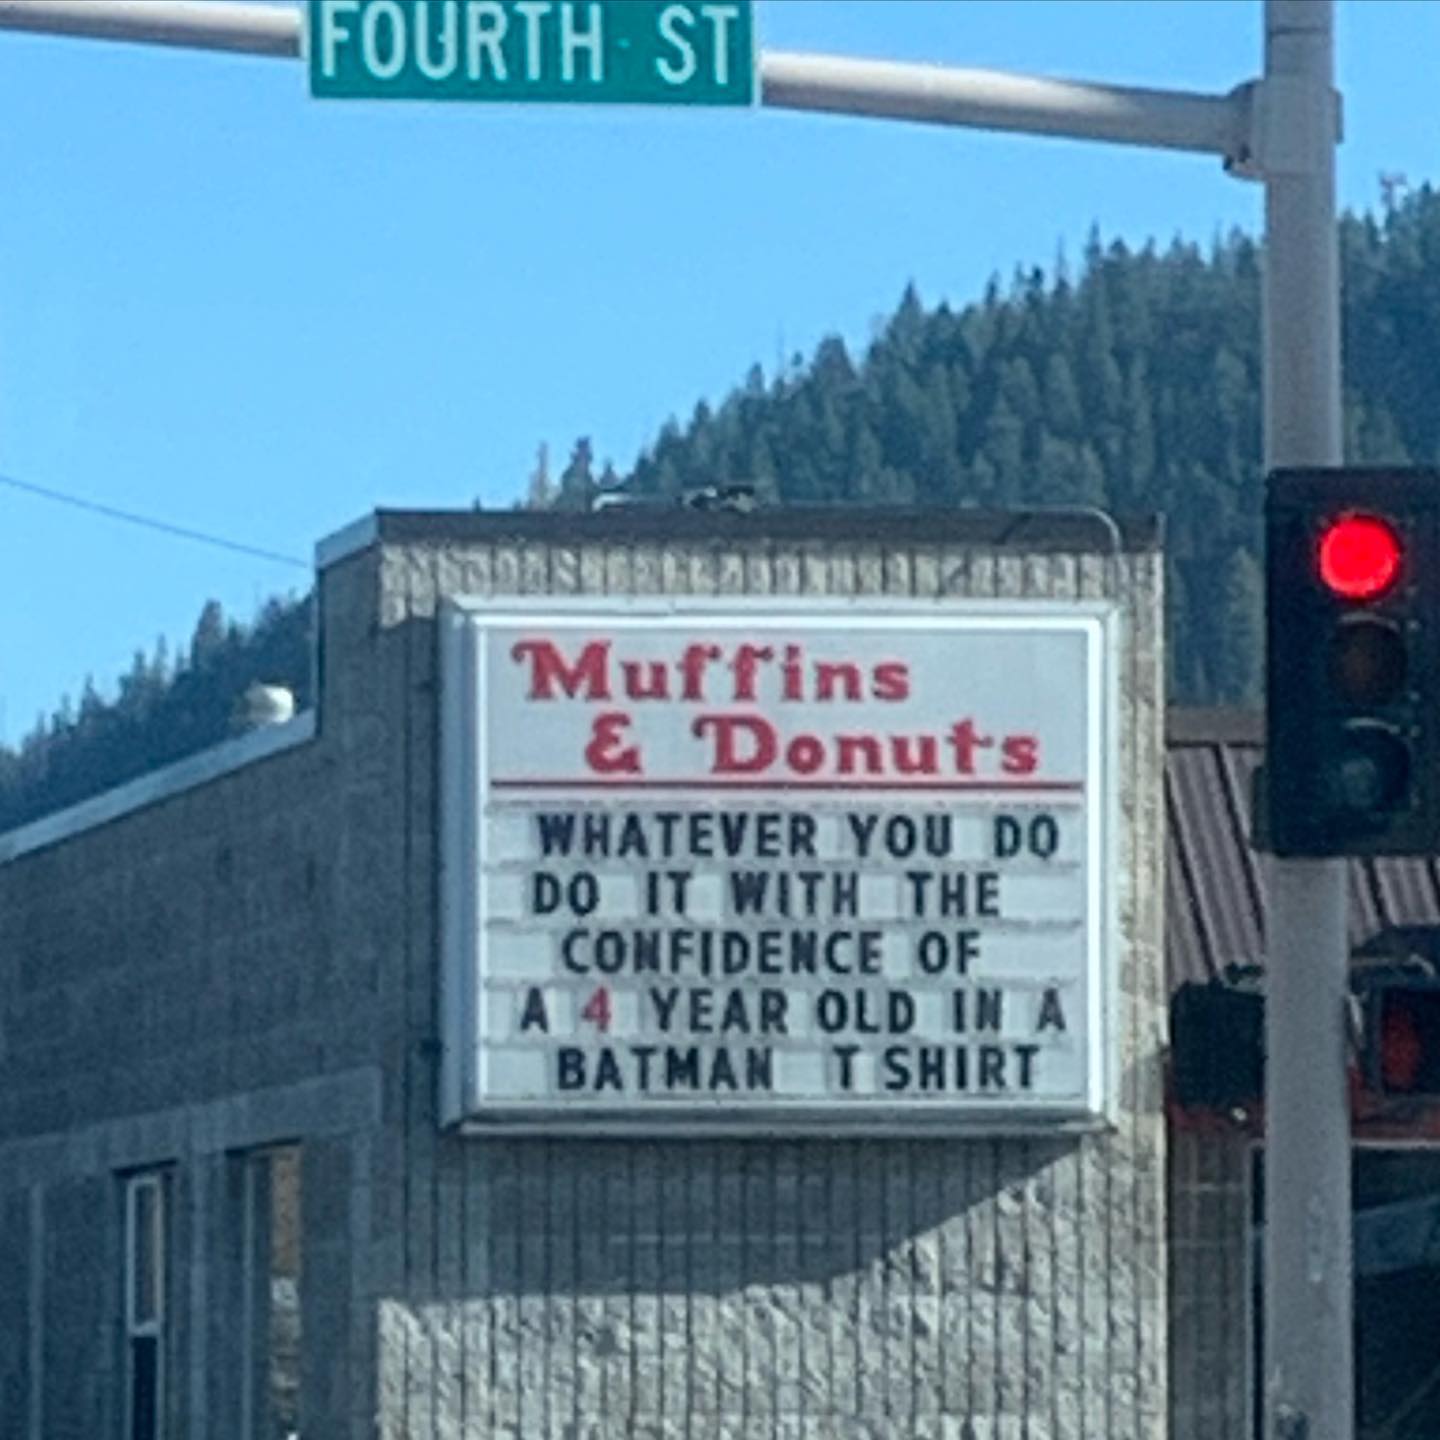 FOURTH ST
Muffins
& Donuts
WHATEVER YOU DO
DO IT WITH THE
CONFIDENCE OF
A 4 YEAR OLD IN A
BATMAN T SHIRT